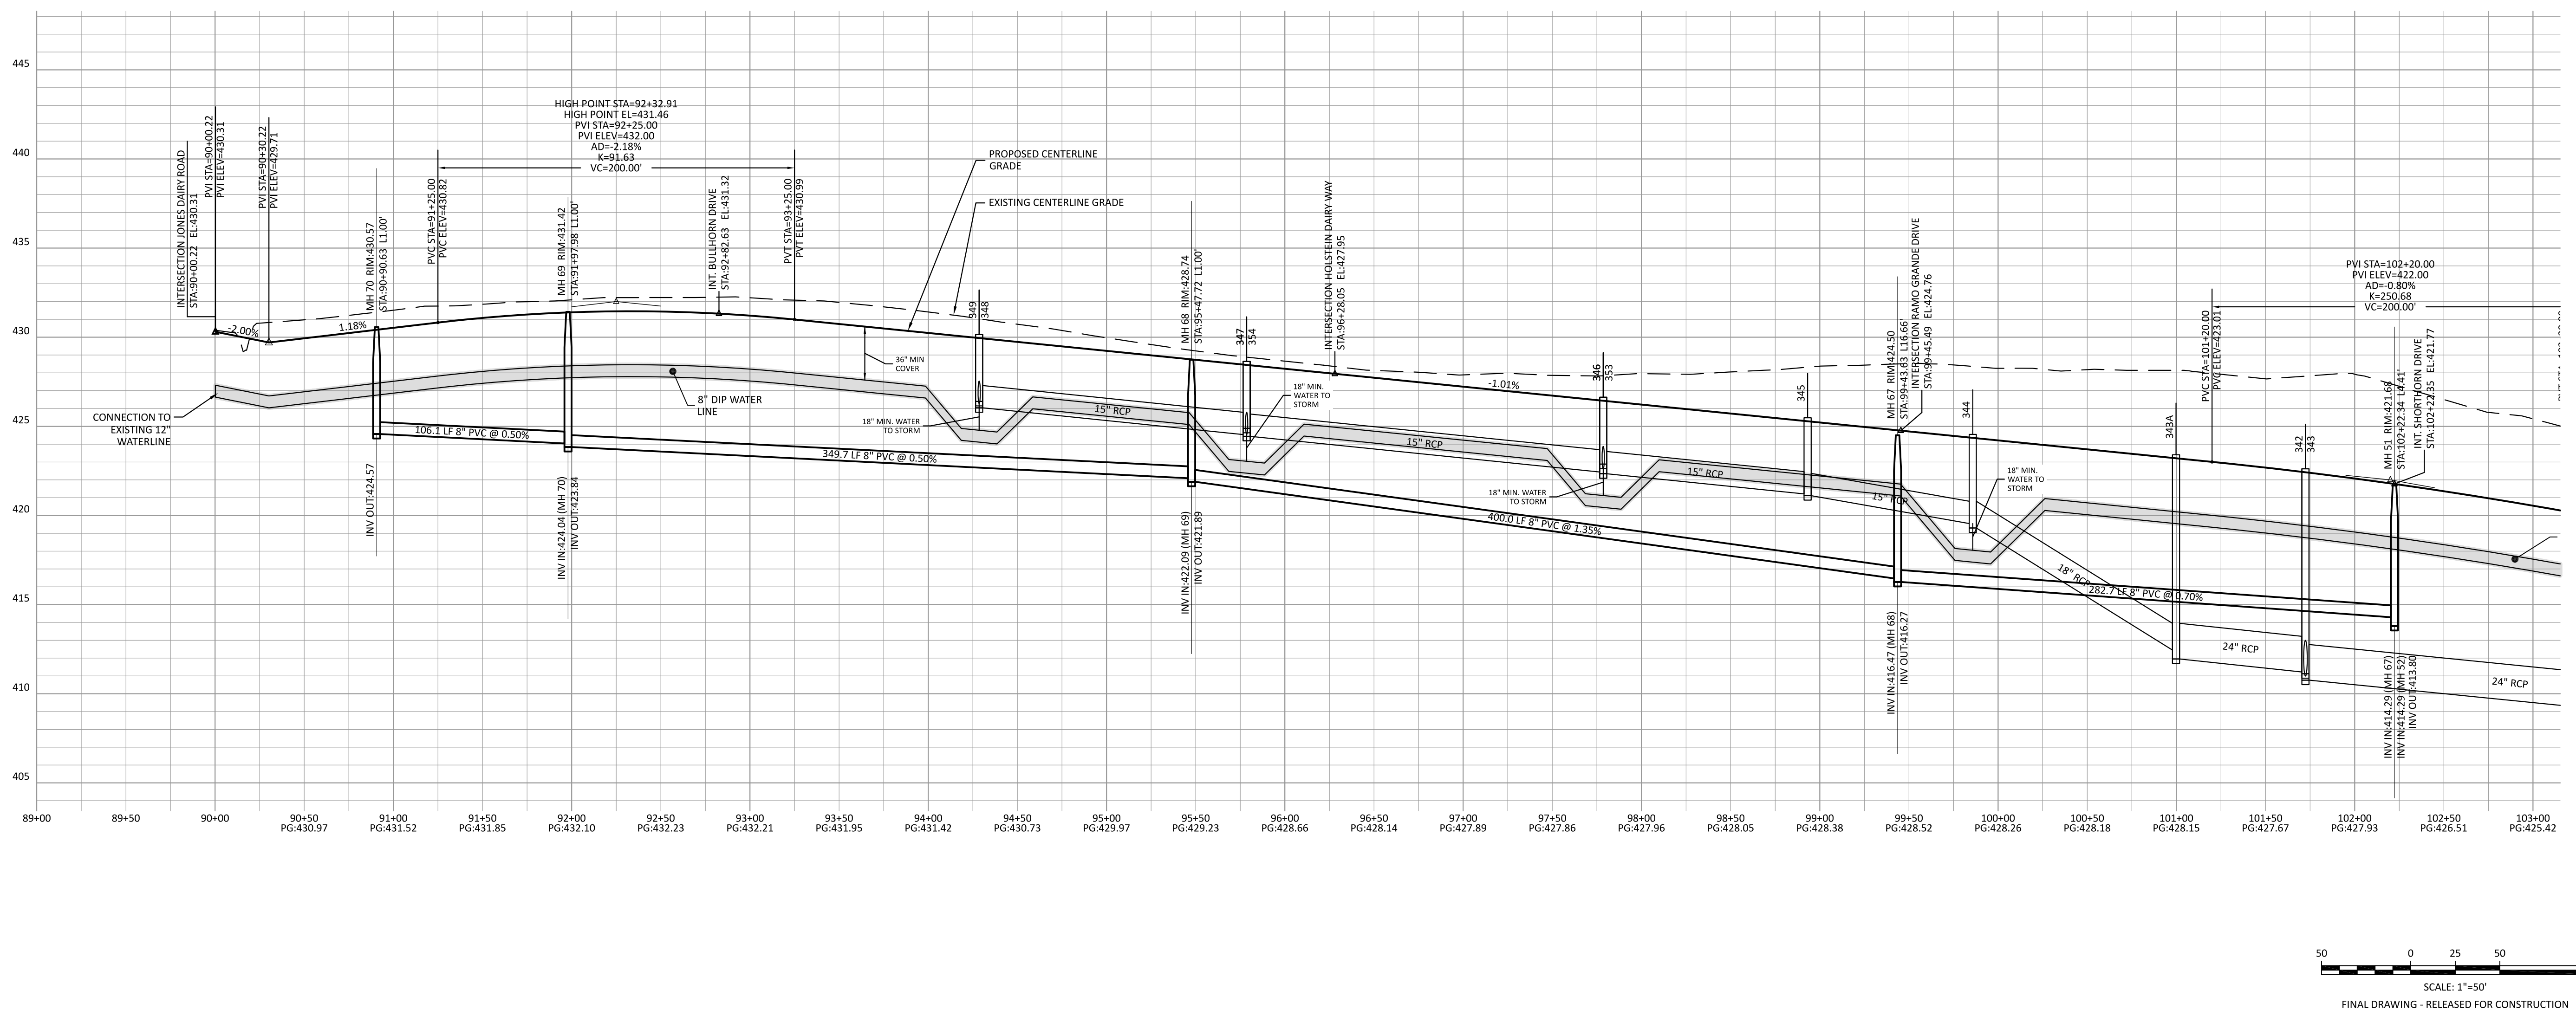 445
440
435
430
425
420
415
410
405
INTERSECTION JONES DAIRY ROAD
STA:90+00.22 EL:430.31
PVI STA=90+00.22
PVI ELEV=430.31
PVI STA=90+30.22
PVI ELEV=429.71
-2.00%
1.18%
MH 70 RIM:430.57
STA:90+90.63 L1.00'
PVC STA=91+25.00
PVC ELEV=430.82
HIGH POINT STA=92+32.91
HIGH POINT EL=431.46
PVI STA=92+25.00
PVI ELEV=432.00
AD=-2.18%
K=91.63
VC=200.00'
MH 69 RIM:431.42
STA:91+97.98 L1.00'
INT. BULLHORN DRIVE
STA:92+82.63 EL:431.32
PVT STA=93+25.00
PVT ELEV=430.99
PROPOSED CENTERLINE
GRADE
EXISTING CENTERLINE GRADE
349
348
MH 68 RIM:428.74
STA:95+47.72 L1.00'
347
354
INTERSECTION HOLSTEIN DAIRY WAY
STA:96+28.05 EL:427.95
-1.01%
346
353
345
MH 67 RIM:424.50
STA:99+43.63 L16.66'
INTERSECTION RAMO GRANDE DRIVE
STA:99+45.49 EL:424.76
344
343A
PVC STA=101+20.00
PVC ELEV=423.01
342
343
PVI STA=102+20.00
PVI ELEV=422.00
AD=-0.80%
K=250.68
VC=200.00'
MH 51 RIM:421.68
STA:102+22.34 L4.41'
INT. SHORTHORN DRIVE
STA:102+22.35 EL:421.77
CONNECTION TO
EXISTING 12"
WATERLINE
36" MIN
COVER
8" DIP WATER
LINE
18" MIN. WATER
TO STORM
15" RCP
18" MIN.
WATER TO
STORM
15" RCP
18" MIN. WATER
TO STORM
15" RCP
15" RCP
18" MIN.
WATER TO
STORM
18" RCP
24" RCP
24" RCP
106.1 LF 8" PVC @ 0.50%
349.7 LF 8" PVC @ 0.50%
400.0 LF 8" PVC @ 1.35%
282.7 LF 8" PVC @ 0.70%
INV OUT:424.57
INV IN:424.04 (MH 70)
INV OUT:423.84
INV IN:422.09 (MH 69)
INV OUT:421.89
INV IN:416.47 (MH 68)
INV OUT:416.27
INV IN:414.29 (MH 67)
INV IN:414.29 (MH 52)
INV OUT:413.80
89+00
89+50
90+00
90+50
PG:430.97
91+00
PG:431.52
91+50
PG:431.85
92+00
PG:432.10
92+50
PG:432.23
93+00
PG:432.21
93+50
PG:431.95
94+00
PG:431.42
94+50
PG:430.73
95+00
PG:429.97
95+50
PG:429.23
96+00
PG:428.66
96+50
PG:428.14
97+00
PG:427.89
97+50
PG:427.86
98+00
PG:427.96
98+50
PG:428.05
99+00
PG:428.38
99+50
PG:428.52
100+00
PG:428.26
100+50
PG:428.18
101+00
PG:428.15
101+50
PG:427.67
102+00
PG:427.93
102+50
PG:426.51
103+00
PG:425.42
50 0 25 50
SCALE: 1"=50'
FINAL DRAWING - RELEASED FOR CONSTRUCTION